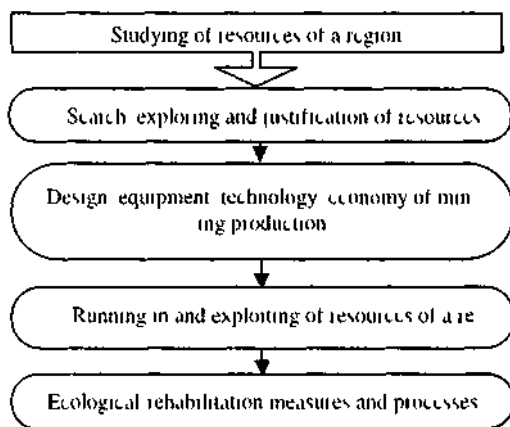 Studying of resources of a region
Search exploring and justification of resources
Design equipment technology economy of min
ing production
Running in and exploiting of resources of a re
Ecological rehabilitation measures and processes